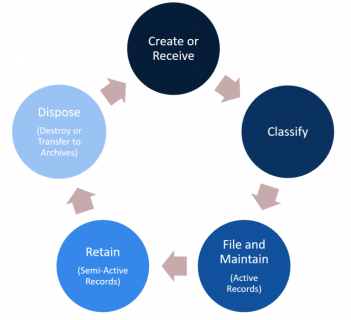 Create or
Receive
Classify
File and
Maintain
(Active
Records)
Retain
(Semi-Active
Records)
Dispose
(Destroy or
Transfer to
Archives)